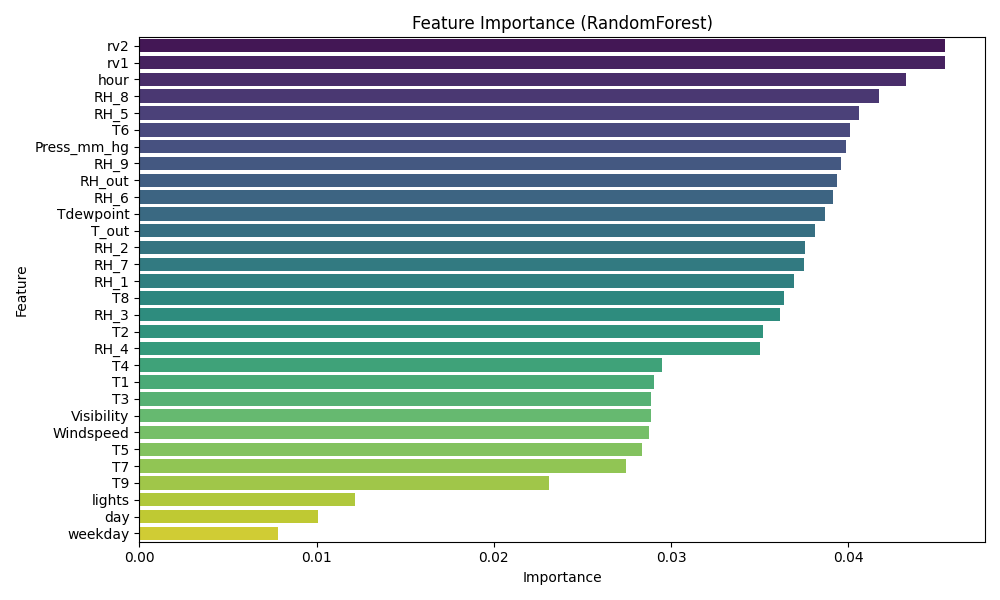 Feature Importance (RandomForest)
rv2
rv1
hour
RH_8
RH_5
T6
Press_mm_hg
RH_9
RH_out
RH_6
Tdewpoint
T_out
RH_2
RH_7
RH_1
T8
RH_3
T2
RH_4
T4
T1
T3
Visibility
Windspeed
T5
T7
T9
lights
day
weekday
Feature
0.00 0.01 0.02 0.03 0.04
Importance